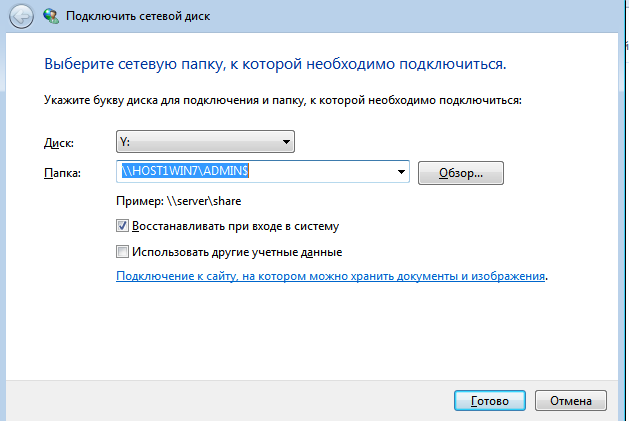 Подключить сетевой диск
Выберите сетевую папку, к которой необходимо подключиться.
Укажите букву диска для подключения и папку, к которой необходимо подключиться:
Диск: Y:
Папка: \\HOST1WIN7\ADMIN$ Обзор...
Пример: \\server\share
Восстанавливать при входе в систему
Использовать другие учетные данные
Подключение к сайту, на котором можно хранить документы и изображения.
Готово Отмена